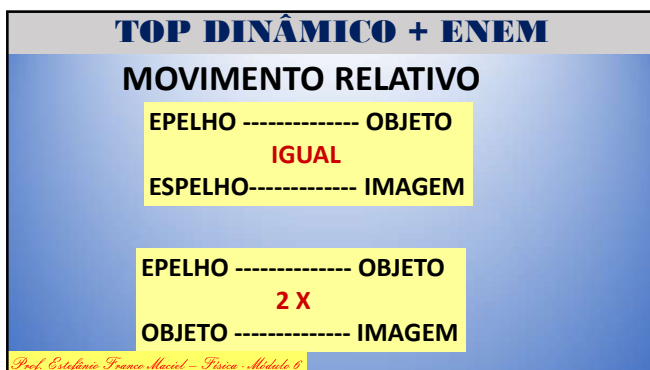 TOP DINÂMICO + ENEM
MOVIMENTO RELATIVO
EPELHO -------------- OBJETO
IGUAL
ESPELHO------------- IMAGEM
EPELHO -------------- OBJETO
2 X
OBJETO -------------- IMAGEM
Prof. Estefânio Franco Maciel – Física - Módulo 6